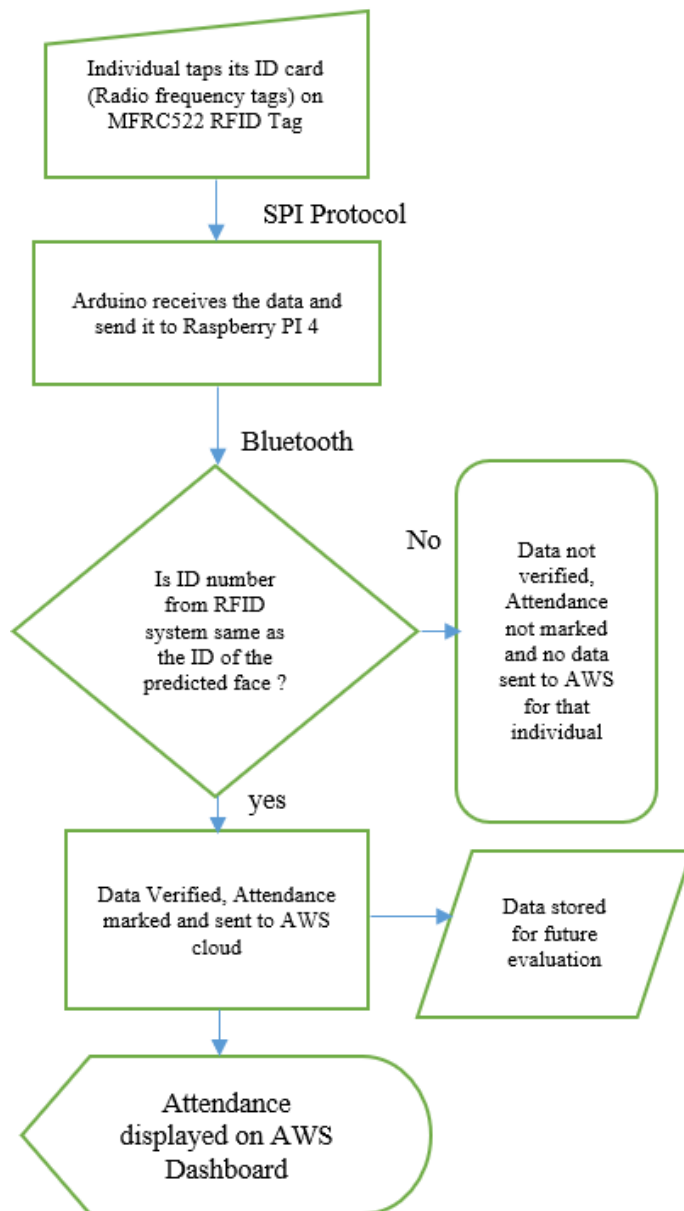 Individual taps its ID card
(Radio frequency tags) on
MFRC522 RFID Tag
SPI Protocol
Arduino receives the data and
send it to Raspberry PI 4
Bluetooth
Is ID number
from RFID
system same as
the ID of the
predicted face ?
No
Data not
verified,
Attendance
not marked
and no data
sent to AWS
for that
individual
yes
Data Verified, Attendance
marked and sent to AWS
cloud
Data stored
for future
evaluation
Attendance
displayed on AWS
Dashboard